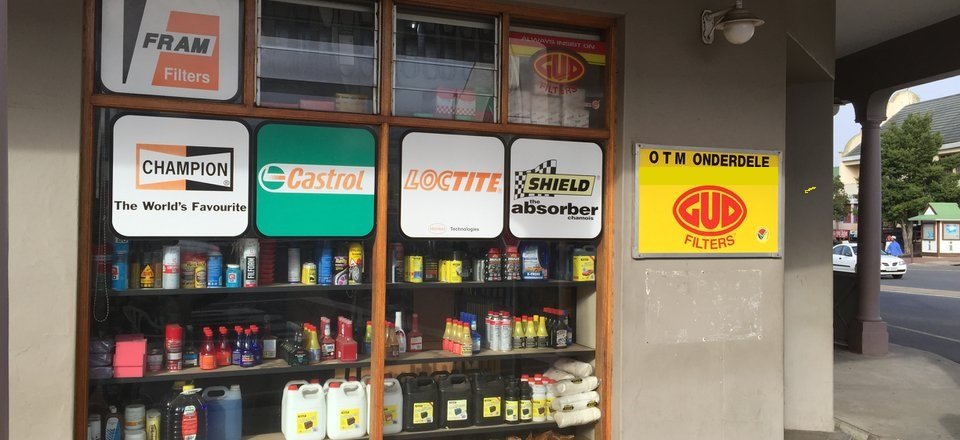 FRAM
Filters
ALWAYS INSIST ON
GUD
FILTERS
CHAMPION
The World's Favourite
Castrol
LOCTITE
Technologies
SHIELD
the
absorber
chamois
OTM ONDERDELE
GUD
FILTERS